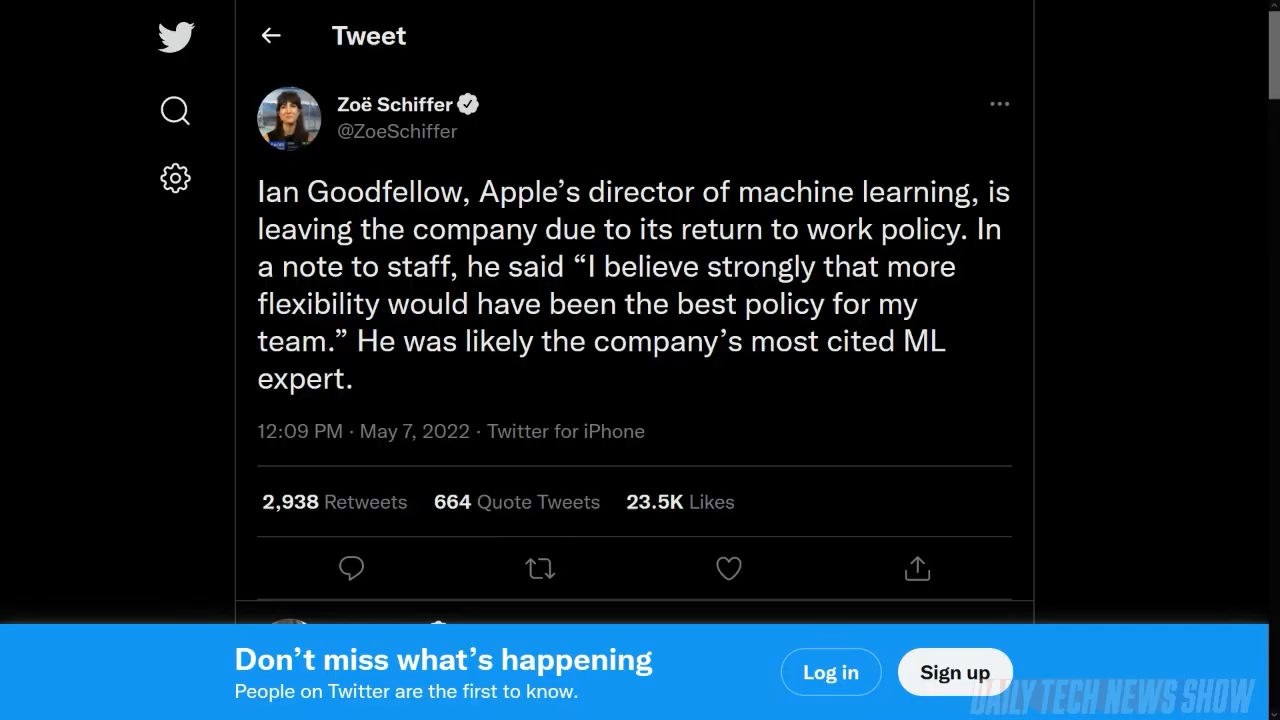 Tweet
Zoë Schiffer
@ZoeSchiffer
Ian Goodfellow, Apple’s director of machine learning, is
leaving the company due to its return to work policy. In
a note to staff, he said “I believe strongly that more
flexibility would have been the best policy for my
team.” He was likely the company’s most cited ML
expert.
12:09 PM · May 7, 2022 · Twitter for iPhone
2,938 Retweets 664 Quote Tweets 23.5K Likes
Don’t miss what’s happening
People on Twitter are the first to know.
Log in
Sign up
DAILY TECH NEWS SHOW